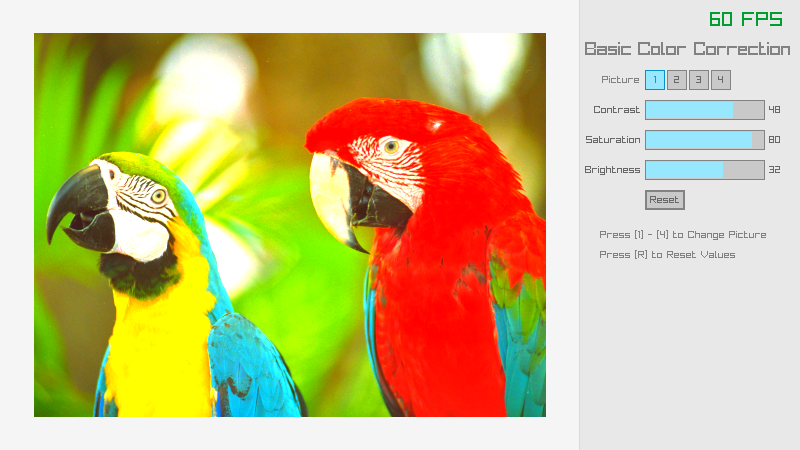 60 FPS
Basic Color Correction
Picture 1 2 3 4
Contrast 48
Saturation 80
Brightness 32
Reset
Press [1] - [4] to Change Picture
Press [R] to Reset Values